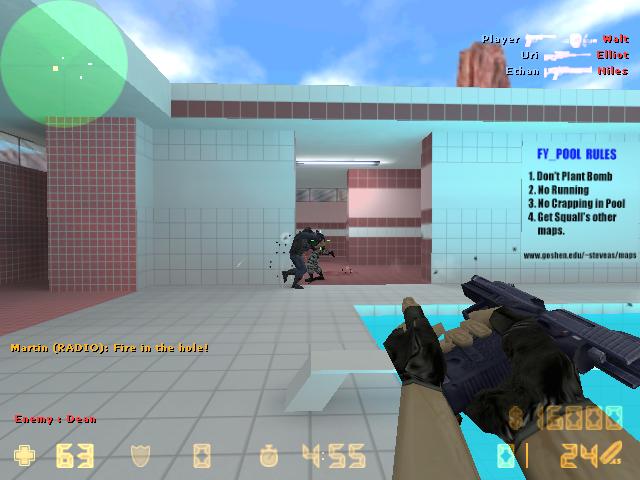 Player Walt
Uri Elliot
Ethan Niles
FY_POOL RULES
1. Don't Plant Bomb
2. No Running
3. No Crapping in Pool
4. Get Squall's other
maps.
www.goshen.edu/~steveas/maps
Martin (RADIO): Fire in the hole!
Enemy : Dean
$ 16000
63 0 4:55 0 | 24 .45